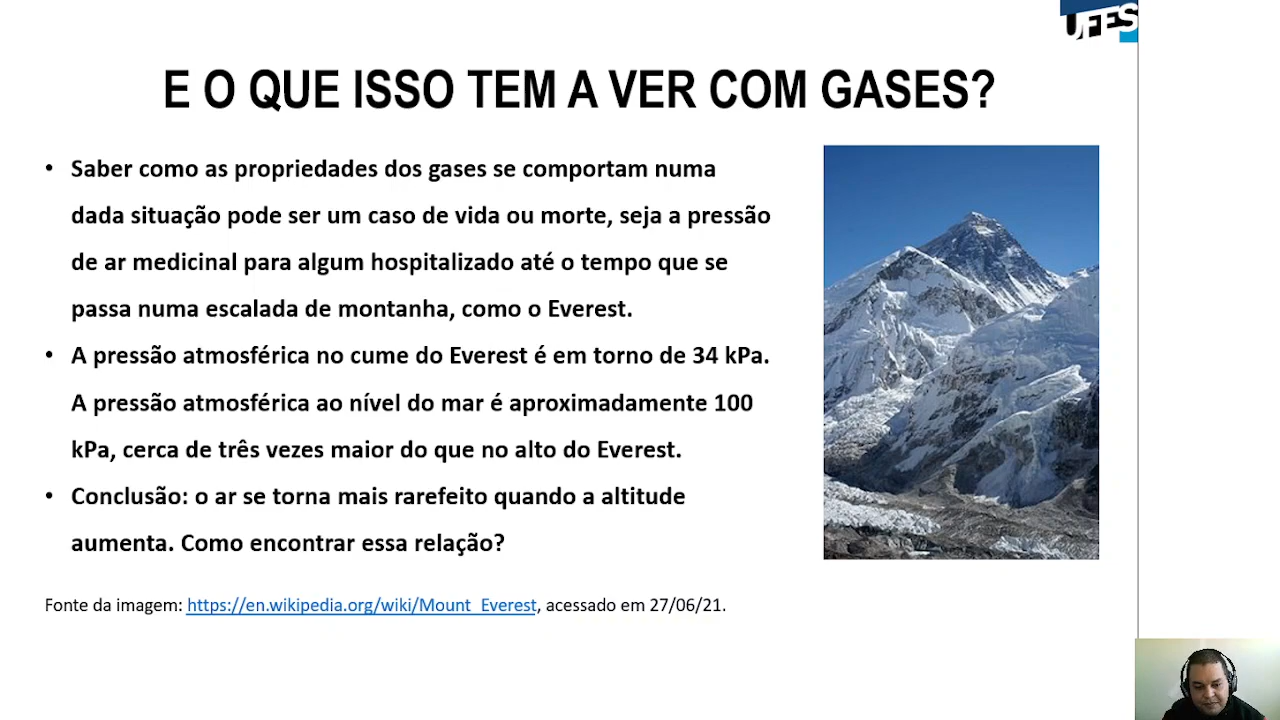 UFES
E O QUE ISSO TEM A VER COM GASES?
• Saber como as propriedades dos gases se comportam numa
dada situação pode ser um caso de vida ou morte, seja a pressão
de ar medicinal para algum hospitalizado até o tempo que se
passa numa escalada de montanha, como o Everest.
• A pressão atmosférica no cume do Everest é em torno de 34 kPa.
A pressão atmosférica ao nível do mar é aproximadamente 100
kPa, cerca de três vezes maior do que no alto do Everest.
• Conclusão: o ar se torna mais rarefeito quando a altitude
aumenta. Como encontrar essa relação?
Fonte da imagem: https://en.wikipedia.org/wiki/Mount_Everest, acessado em 27/06/21.